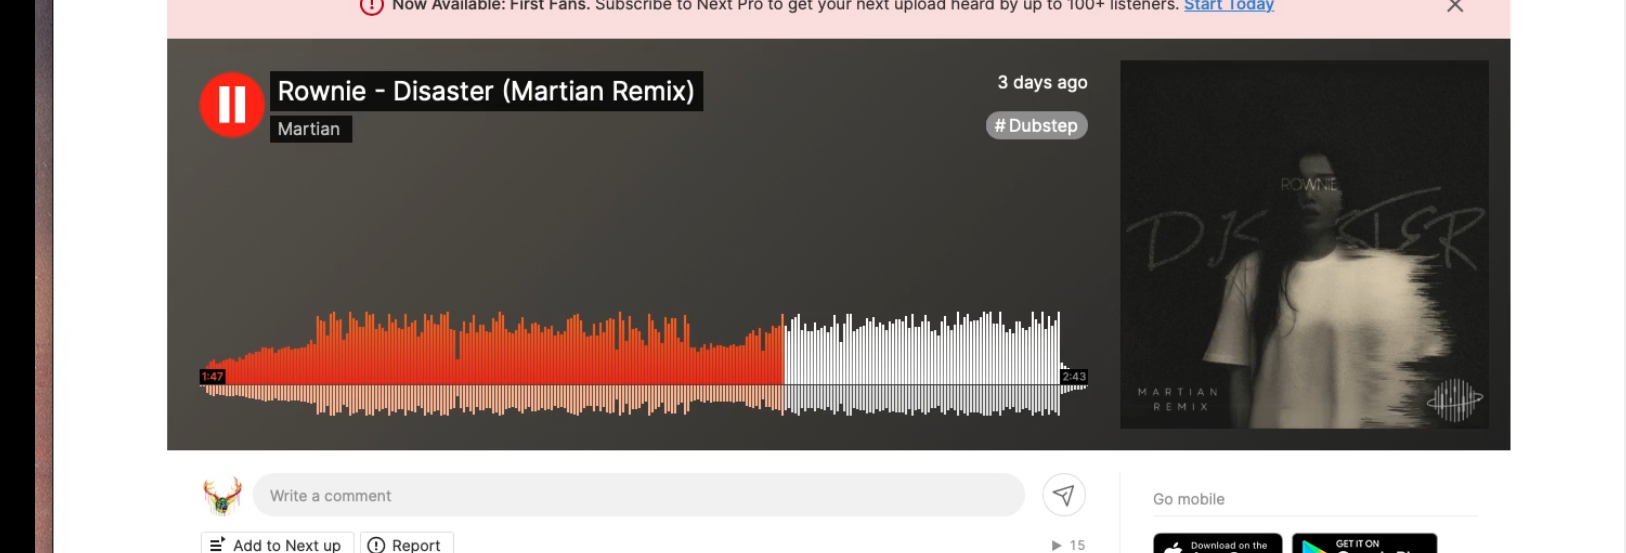 Now Available: First Fans. Subscribe to Next Pro to get your next upload heard by up to 100+ listeners. Start Today
Rownie - Disaster (Martian Remix)
Martian
3 days ago
# Dubstep
ROWNIE
DISASTER
MARTIAN
REMIX
1:47
2:43
Write a comment
Go mobile
Add to Next up
Report
15
Download on the
GET IT ON